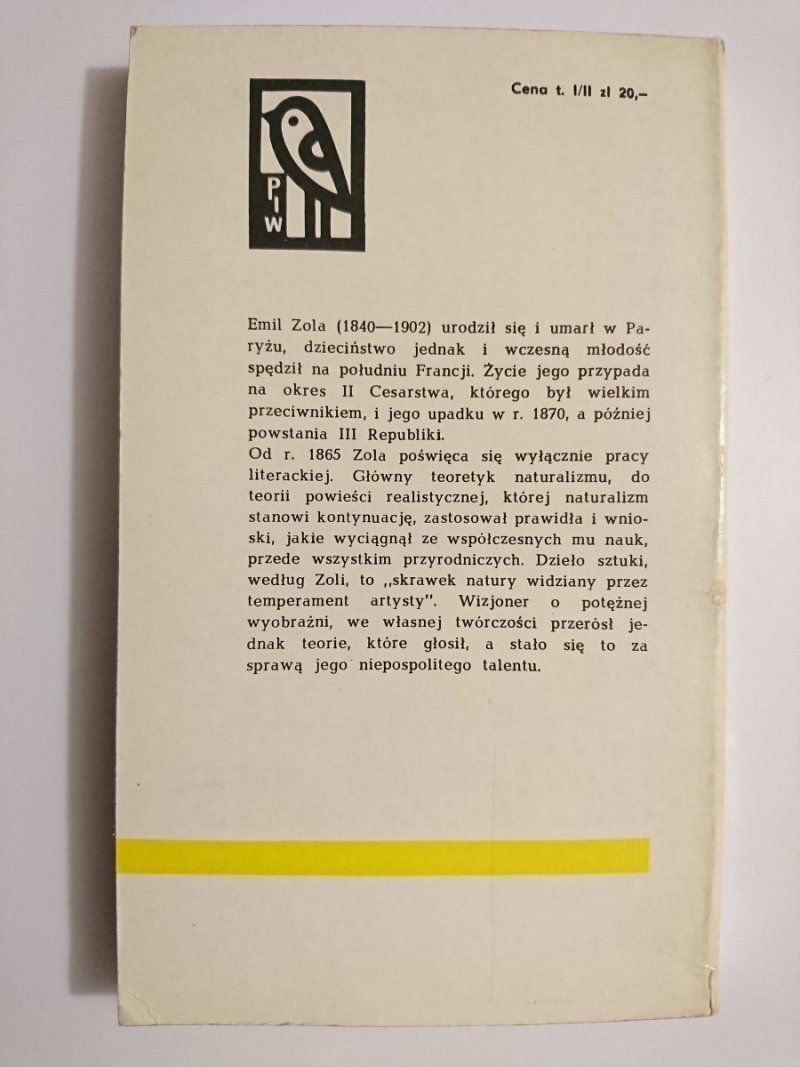 Cena t. I/II zł 20,—
P
I
W
Emil Zola (1840—1902) urodził się i umarł w Pa-
ryżu, dzieciństwo jednak i wczesną młodość
spędził na południu Francji. Życie jego przypada
na okres II Cesarstwa, którego był wielkim
przeciwnikiem, i jego upadku w r. 1870, a później
powstania III Republiki.
Od r. 1865 Zola poświęca się wyłącznie pracy
literackiej. Główny teoretyk naturalizmu, do
teorii powieści realistycznej, której naturalizm
stanowi kontynuację, zastosował prawidła i wnio-
ski, jakie wyciągnął ze współczesnych mu nauk,
przede wszystkim przyrodniczych. Dzieło sztuki,
według Zoli, to „skrawek natury widziany przez
temperament artysty”. Wizjoner o potężnej
wyobraźni, we własnej twórczości przerósł je-
dnak teorie, które głosił, a stało się to za
sprawą jego niepospolitego talentu.